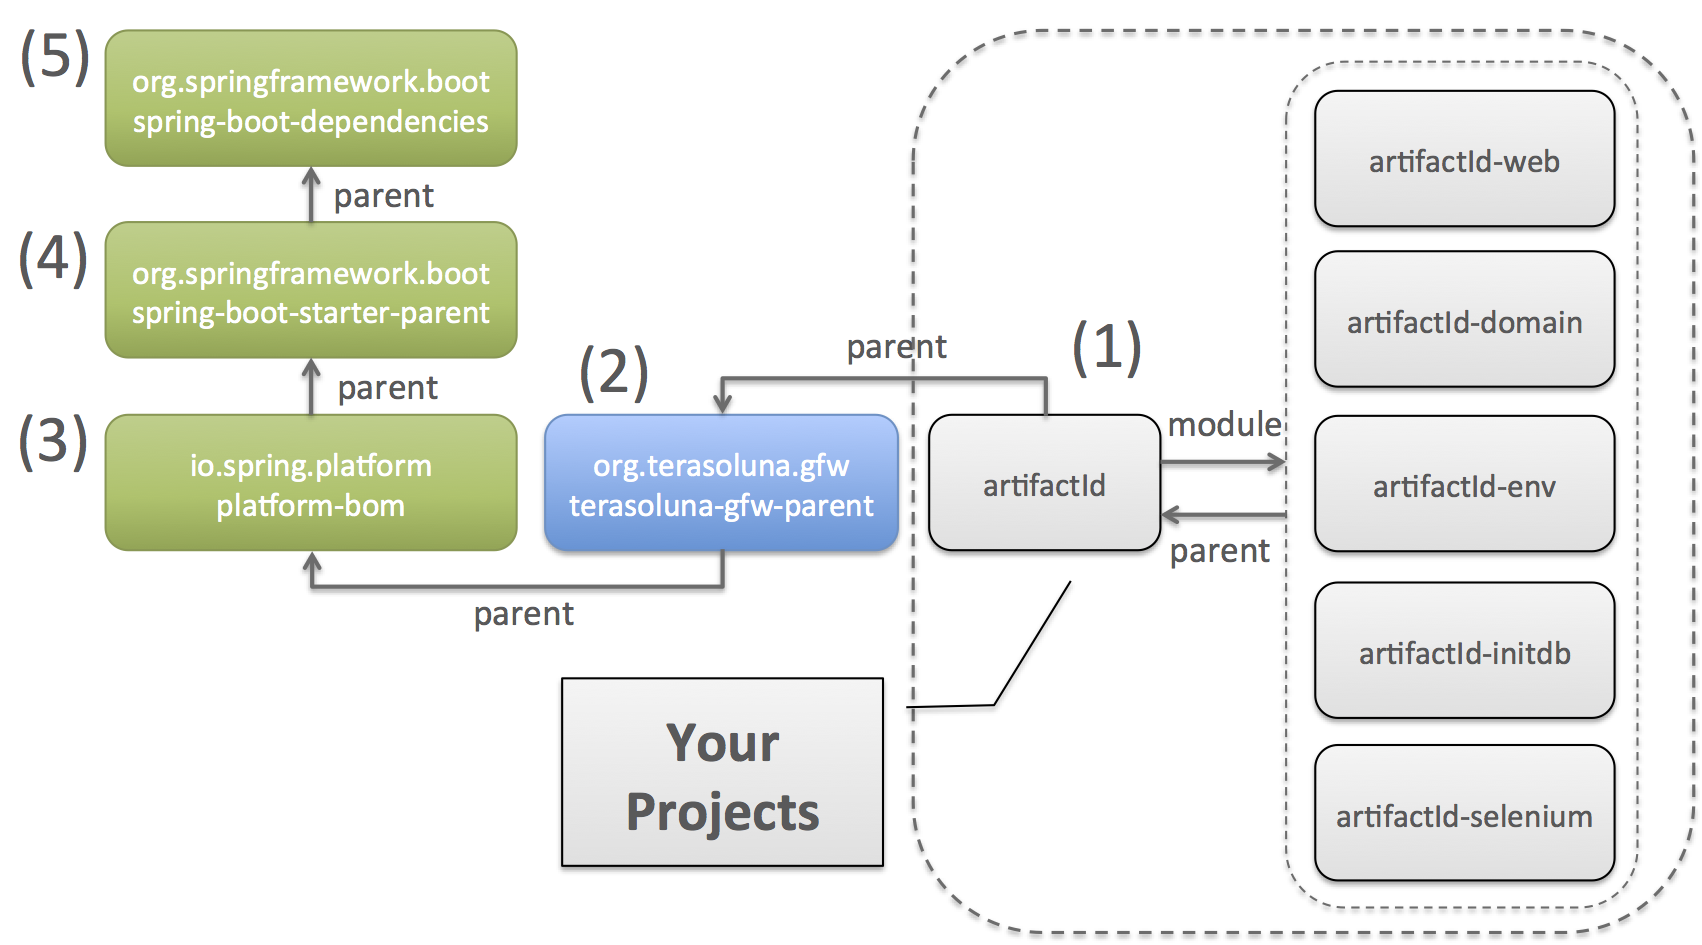 (5)
org.springframework.boot
spring-boot-dependencies
parent
(4)
org.springframework.boot
spring-boot-starter-parent
parent
(3)
io.spring.platform
platform-bom
(2)
org.terasoluna.gfw
terasoluna-gfw-parent
parent
parent
(1)
artifactId
module
parent
artifactId-web
artifactId-domain
artifactId-env
artifactId-initdb
artifactId-selenium
Your
Projects